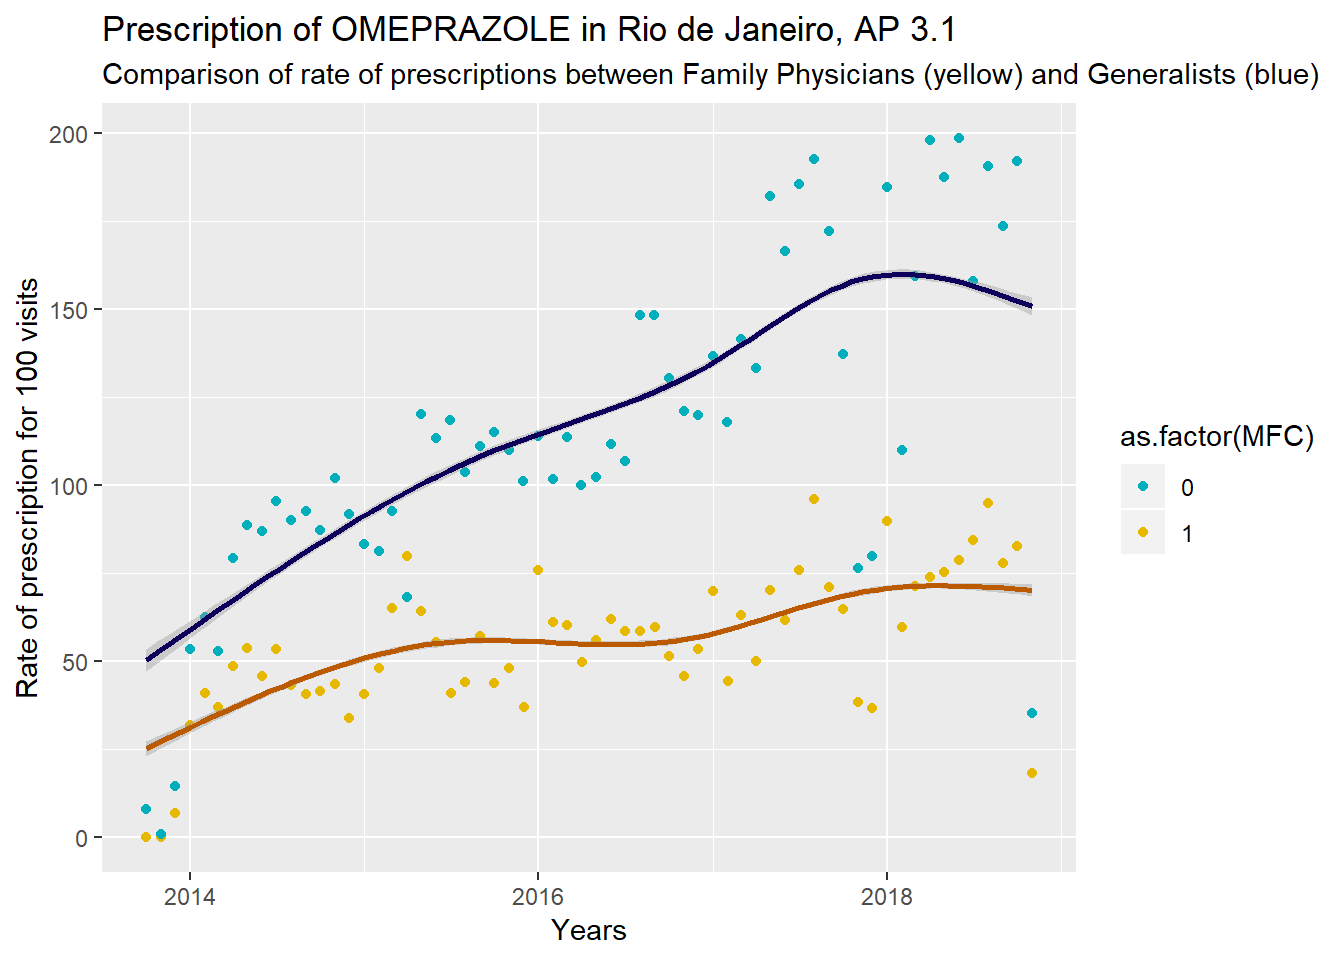 Prescription of OMEPRAZOLE in Rio de Janeiro, AP 3.1
Comparison of rate of prescriptions between Family Physicians (yellow) and Generalists (blue)
Rate of prescription for 100 visits
200
150
100
50
0
2014
2016
2018
Years
as.factor(MFC)
0
1